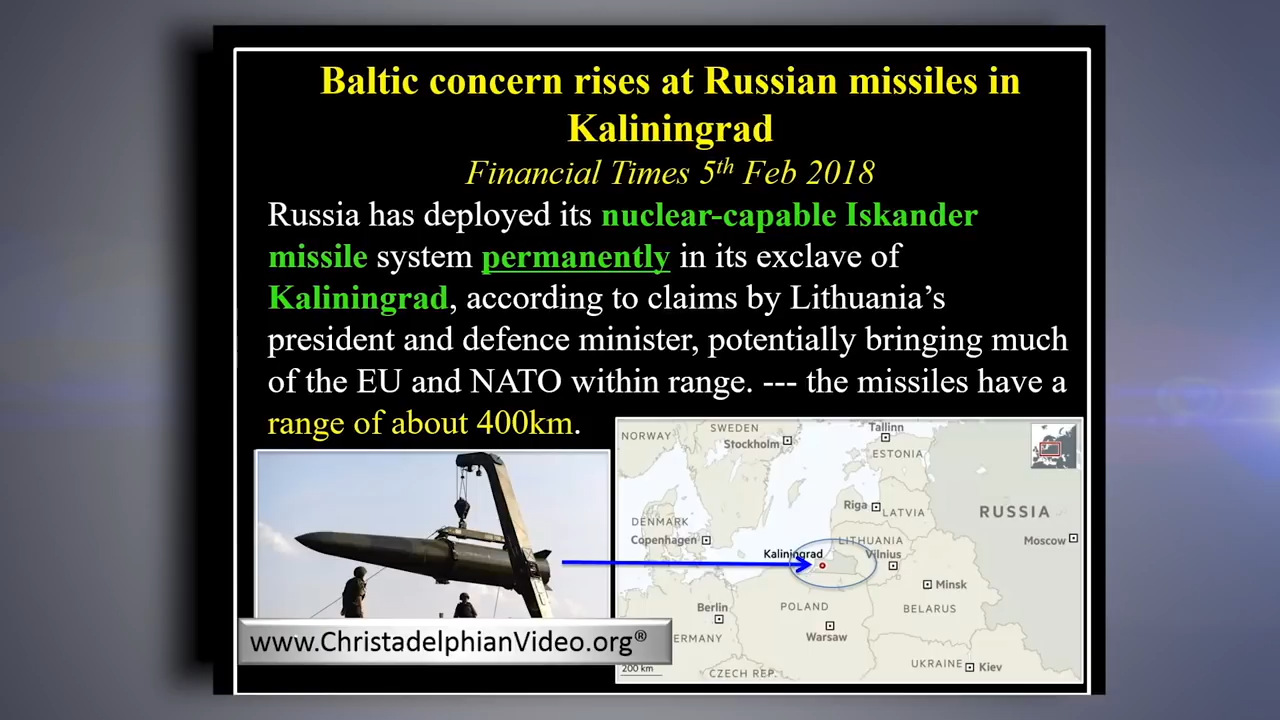 Baltic concern rises at Russian missiles in
Kaliningrad
Financial Times 5th Feb 2018
Russia has deployed its nuclear-capable Iskander
missile system permanently in its exclave of
Kaliningrad, according to claims by Lithuania’s
president and defence minister, potentially bringing much
of the EU and NATO within range. --- the missiles have a
range of about 400km.
NORWAY
SWEDEN
Stockholm
Tallinn
ESTONIA
Riga
LATVIA
RUSSIA
DENMARK
Copenhagen
LITHUANIA
Moscow
Kaliningrad
Vilnius
Minsk
Berlin
POLAND
BELARUS
ERMANY
Warsaw
UKRAINE
Kiev
200 km
CZECH REP.
www.ChristadelphianVideo.org®